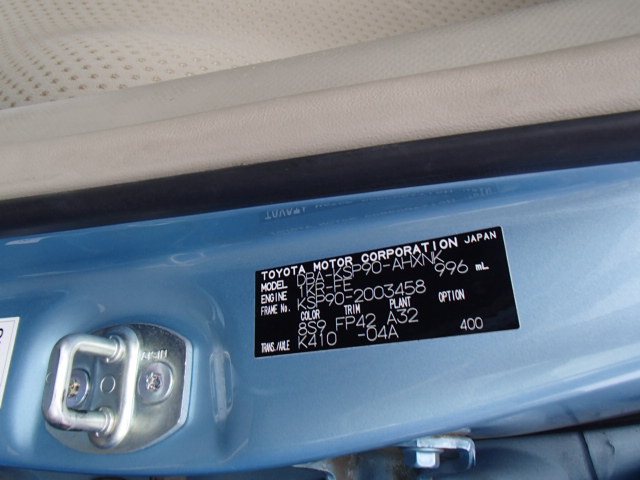 TOYOTA MOTOR CORPORATION JAPAN
MODEL DBA-KSP90-AHXNK
ENGINE 1KR-FE 996 mL
FRAME No. KSP90-2003458
COLOR TRIM PLANT OPTION
8S9 FP42 A32
TRANS./AXLE K410 -04A 400
AISIN